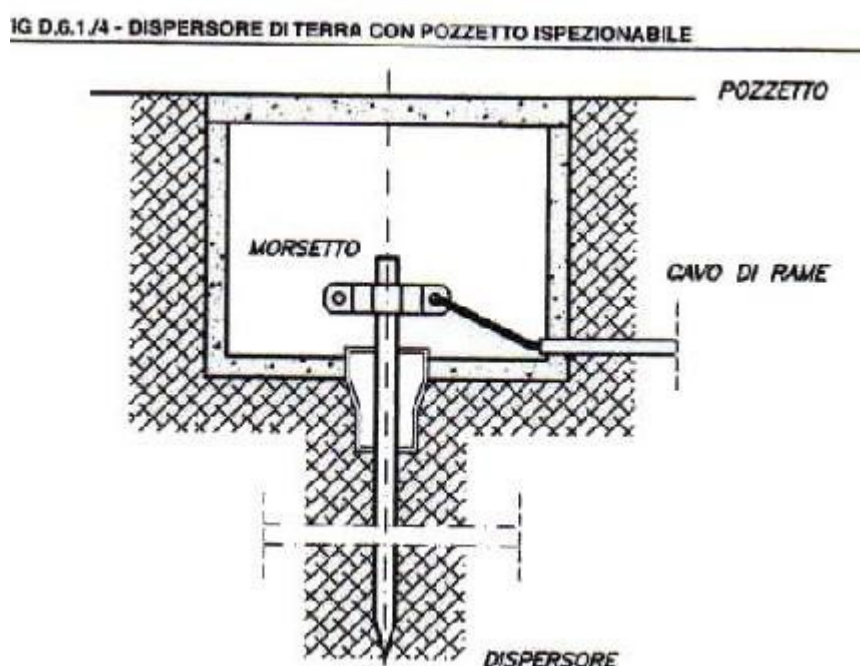 IG D.6.1./4 - DISPERSORE DI TERRA CON POZZETTO ISPEZIONABILE
POZZETTO
MORSETTO
CAVO DI RAME
DISPERSORE